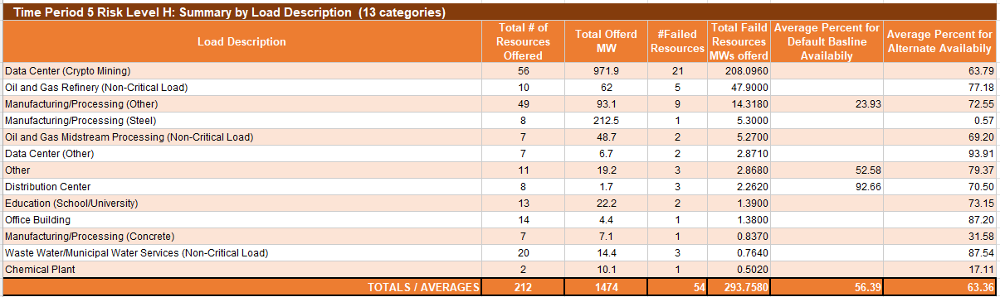 Time Period 5 Risk Level H: Summary by Load Description (13 categories)
Load Description	Total # of Resources Offered	Total Offerd MW	#Failed Resources	Total Faild Resources MWs offerd	Average Percent for Default Basline Availabily	Average Percent for Alternate Availabily
Data Center (Crypto Mining)	56	971.9	21	208.0960		63.79
Oil and Gas Refinery (Non-Critical Load)	10	62	5	47.9000		77.18
Manufacturing/Processing (Other)	49	93.1	9	14.3180	23.93	72.55
Manufacturing/Processing (Steel)	8	212.5	1	5.3000		0.57
Oil and Gas Midstream Processing (Non-Critical Load)	7	48.7	2	5.2700		69.20
Data Center (Other)	7	6.7	2	2.8710		93.91
Other	11	19.2	3	2.8680	52.58	79.37
Distribution Center	8	1.7	3	2.2620	92.66	70.50
Education (School/University)	13	22.2	2	1.3900		73.15
Office Building	14	4.4	1	1.3800		87.20
Manufacturing/Processing (Concrete)	7	7.1	1	0.8370		31.58
Waste Water/Municipal Water Services (Non-Critical Load)	20	14.4	3	0.7640		87.54
Chemical Plant	2	10.1	1	0.5020		17.11
TOTALS / AVERAGES	212	1474	54	293.7580	56.39	63.36